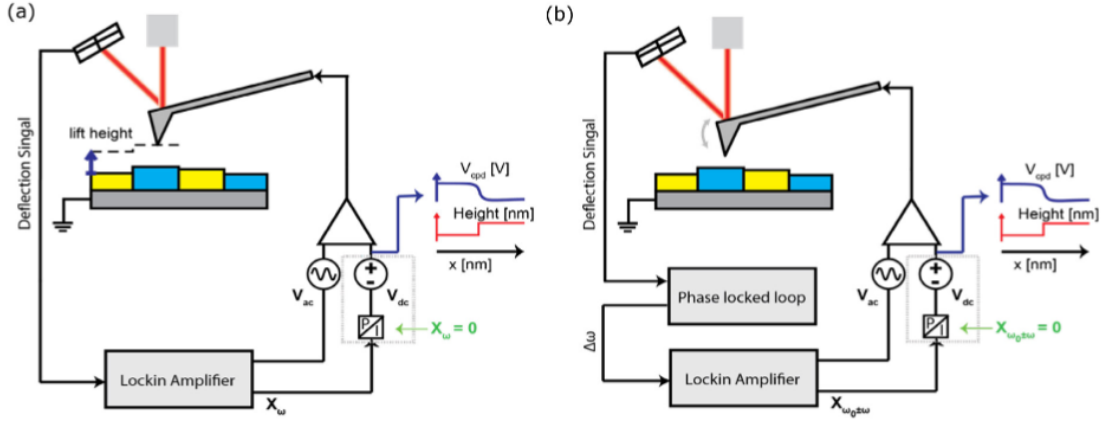 (a)
lift height
Deflection Singal
V_cpd [V]
Height [nm]
x [nm]
+
-
V_ac
V_dc
P/I
X_ω = 0
Lockin Amplifier
X_ω
(b)
Deflection Singal
V_cpd [V]
Height [nm]
x [nm]
Phase locked loop
+
-
V_ac
V_dc
P/I
X_ω₀±ω = 0
Δω
Lockin Amplifier
X_ω₀±ω